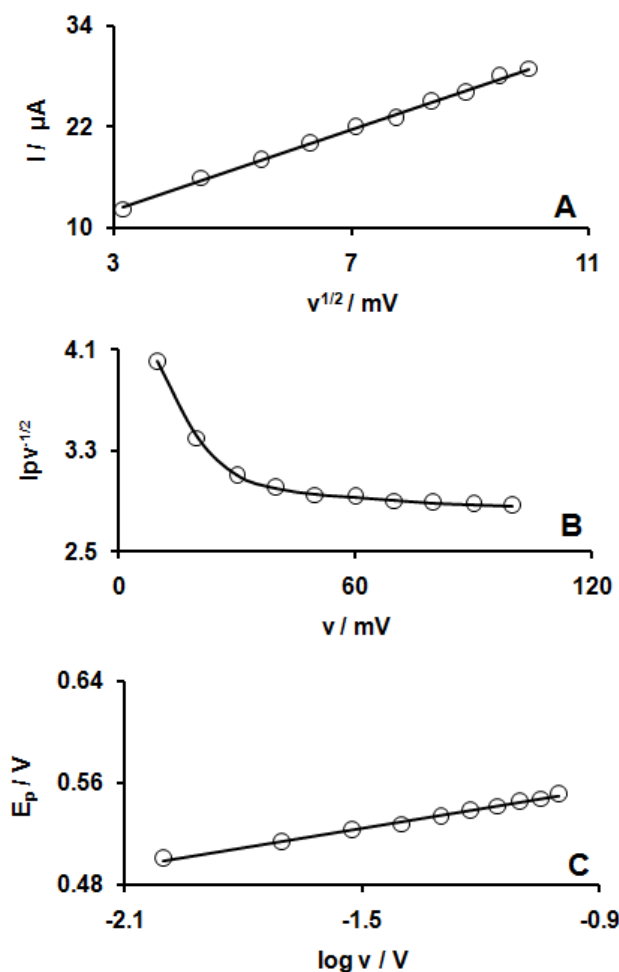 34
22
10
I / µA
A
3 7 11
v1/2 / mV
4.1
3.3
2.5
Ipv-1/2
B
0 60 120
v / mV
0.64
0.56
0.48
Ep / V
C
-2.1 -1.5 -0.9
log v / V